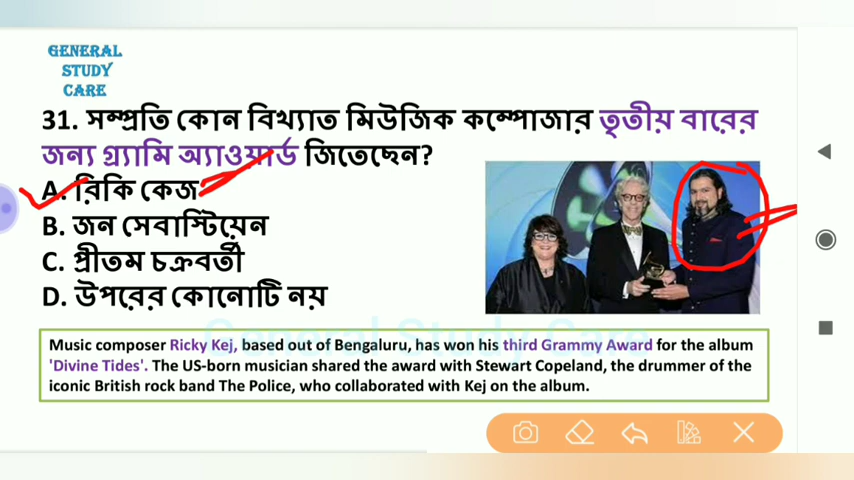 GENERAL
STUDY
CARE
31. সম্প্রতি কোন বিখ্যাত মিউজিক কম্পোজার তৃতীয় বারের
জন্য গ্র্যামি অ্যাওয়ার্ড জিতেছেন?
A. রিকি কেজ
B. জন সেবাস্টিয়েন
C. প্রীতম চক্রবর্তী
D. উপরের কোনোটি নয়
General Study Care
Music composer Ricky Kej, based out of Bengaluru, has won his third Grammy Award for the album
'Divine Tides'. The US-born musician shared the award with Stewart Copeland, the drummer of the
iconic British rock band The Police, who collaborated with Kej on the album.